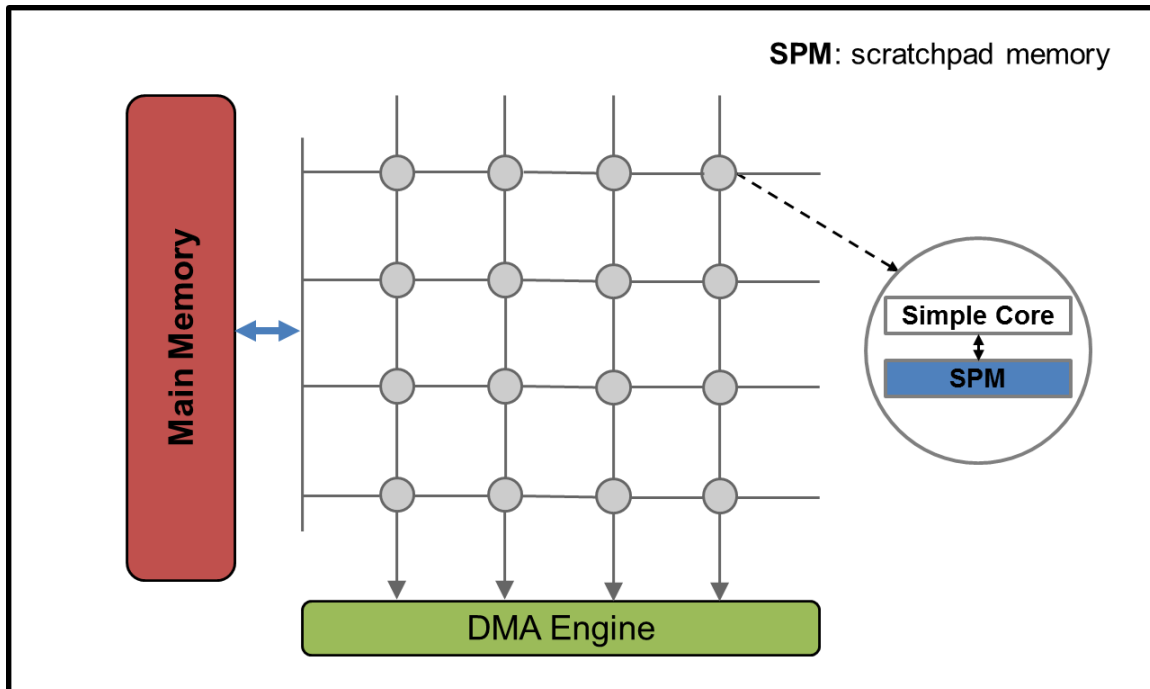 SPM: scratchpad memory
Main Memory
Simple Core
SPM
DMA Engine